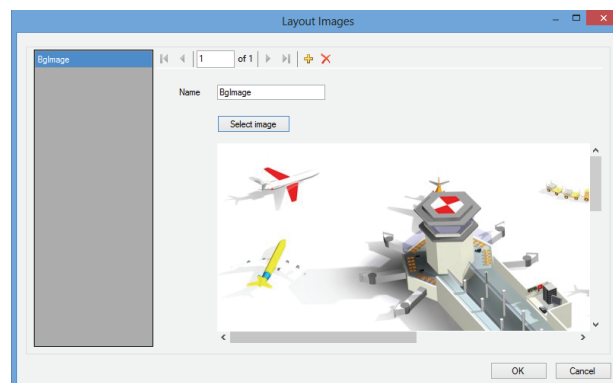 Layout Images
BgImage
1 of 1
Name BgImage
Select image
OK Cancel